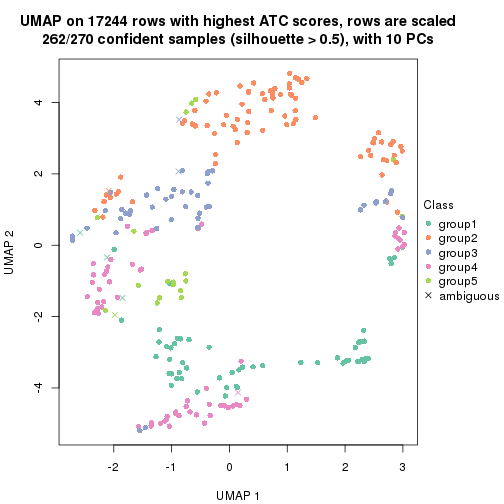 UMAP on 17244 rows with highest ATC scores, rows are scaled
262/270 confident samples (silhouette > 0.5), with 10 PCs
4
2
0
-2
-4
UMAP 2
-2
-1
0
1
2
3
UMAP 1
Class
group1
group2
group3
group4
group5
ambiguous